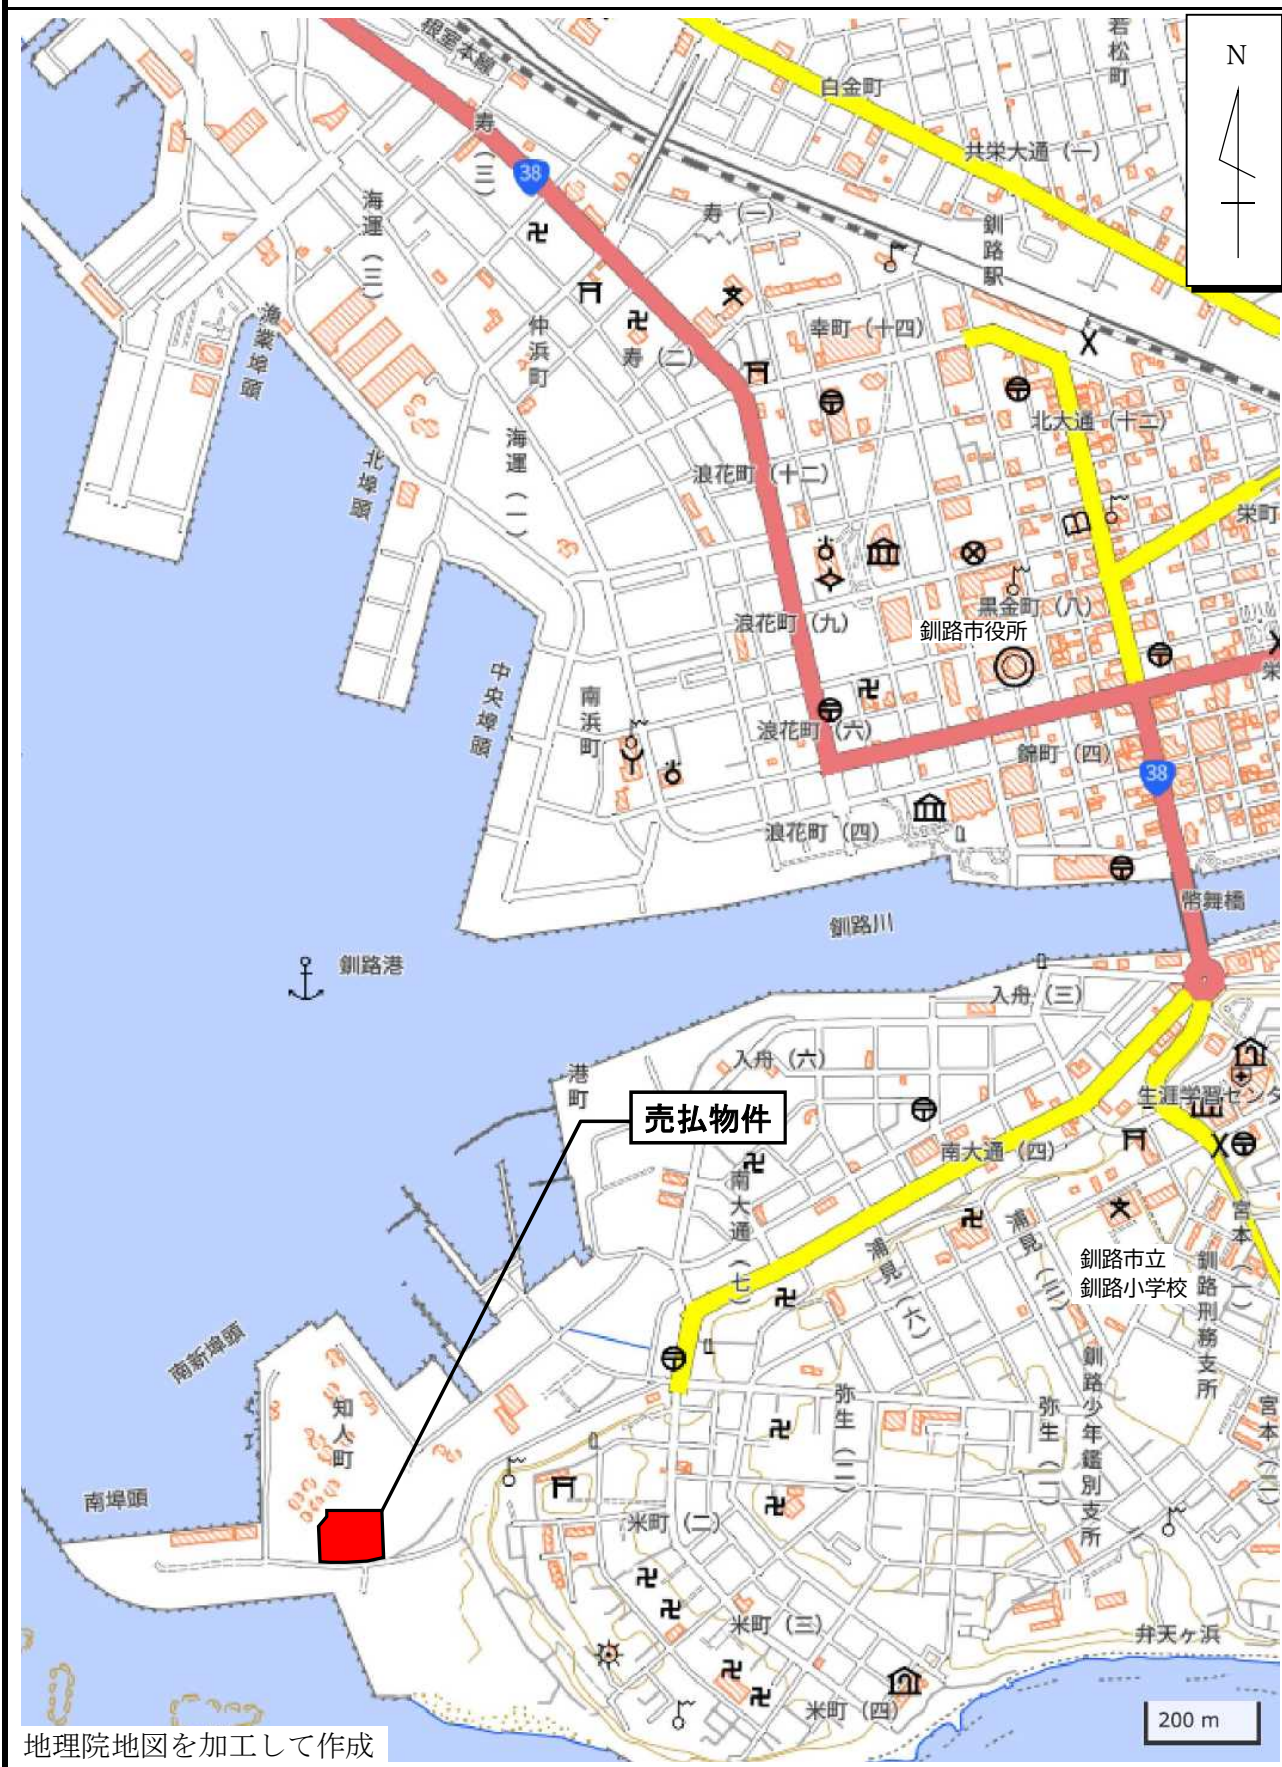 若松町
N
根室本線
白金町
寿（三）
38
共栄大通（一）
海運（三）
寿（一）
釧路駅
漁業埠頭
仲浜町
寿（二）
幸町（十四）
北大通（十二）
海運（一）
北埠頭
浪花町（十二）
栄町
浪花町（九）
黒金町（八）
釧路市役所
栄
中央埠頭
南浜町
浪花町（六）
錦町（四）
38
浪花町（四）
幣舞橋
釧路川
釧路港
入舟（三）
入舟（六）
港町
生涯学習センタ
売払物件
南大通（四）
南大通（七）
浦見（三）
宮本（一）
浦見（六）
釧路市立
釧路小学校
釧路刑務支所
南新埠頭
知人町
弥生（二）
弥生（一）
釧路少年鑑別支所
宮本（二）
南埠頭
米町（二）
米町（三）
弁天ヶ浜
米町（四）
200 m
地理院地図を加工して作成